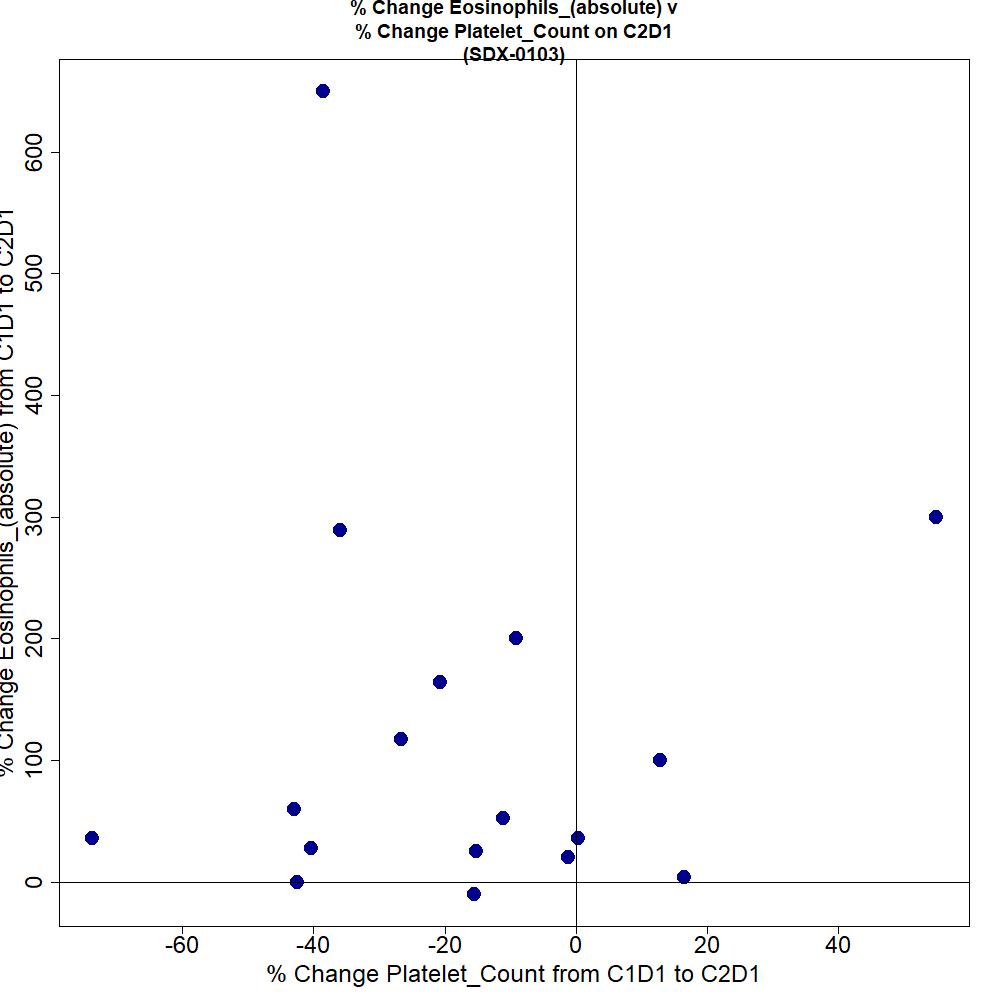 % Change Eosinophils_(absolute) v
% Change Platelet_Count on C2D1
(SDX-0103)
% Change Eosinophils_(absolute) from C1D1 to C2D1
600
500
400
300
200
100
0
-60
-40
-20
0
20
40
% Change Platelet_Count from C1D1 to C2D1